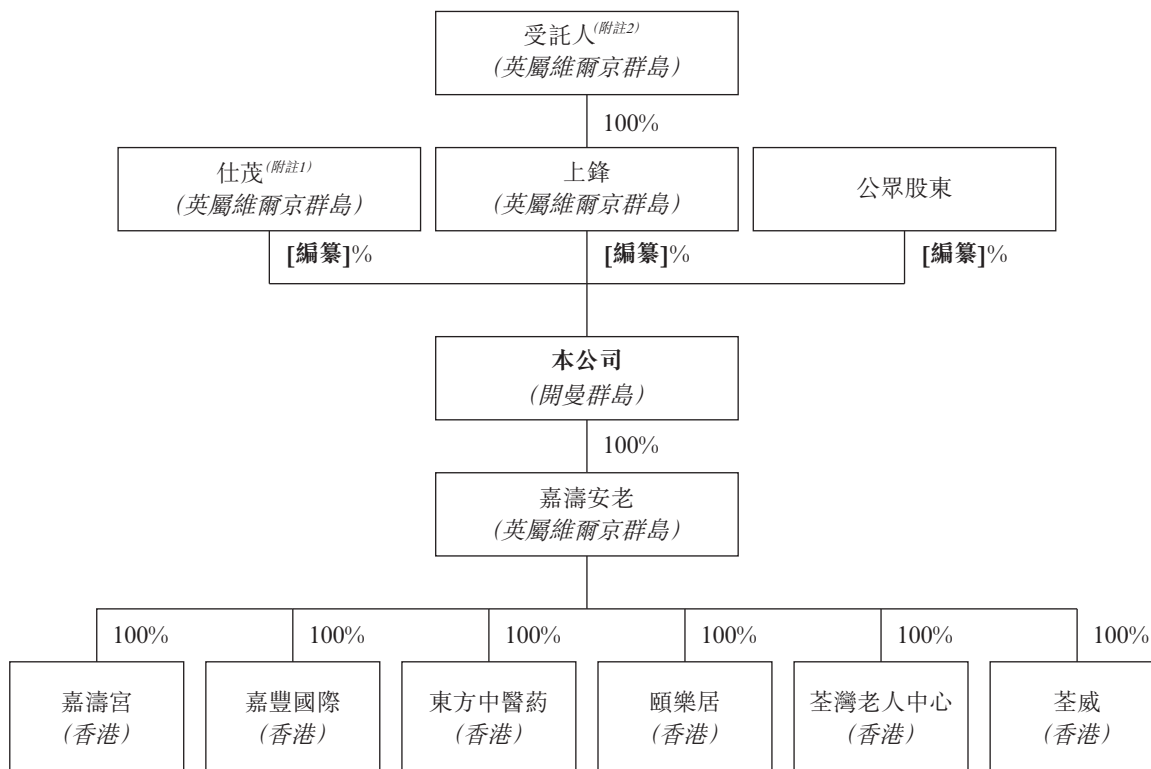 受託人(附註2)
(英屬維爾京群島)
100%
仕茂(附註1)
(英屬維爾京群島)
上鋒
(英屬維爾京群島)
公眾股東
[編纂]%
[編纂]%
[編纂]%
本公司
(開曼群島)
100%
嘉濤安老
(英屬維爾京群島)
100%
100%
100%
100%
100%
100%
嘉濤宮
(香港)
嘉豐國際
(香港)
東方中醫葯
(香港)
頤樂居
(香港)
荃灣老人中心
(香港)
荃威
(香港)